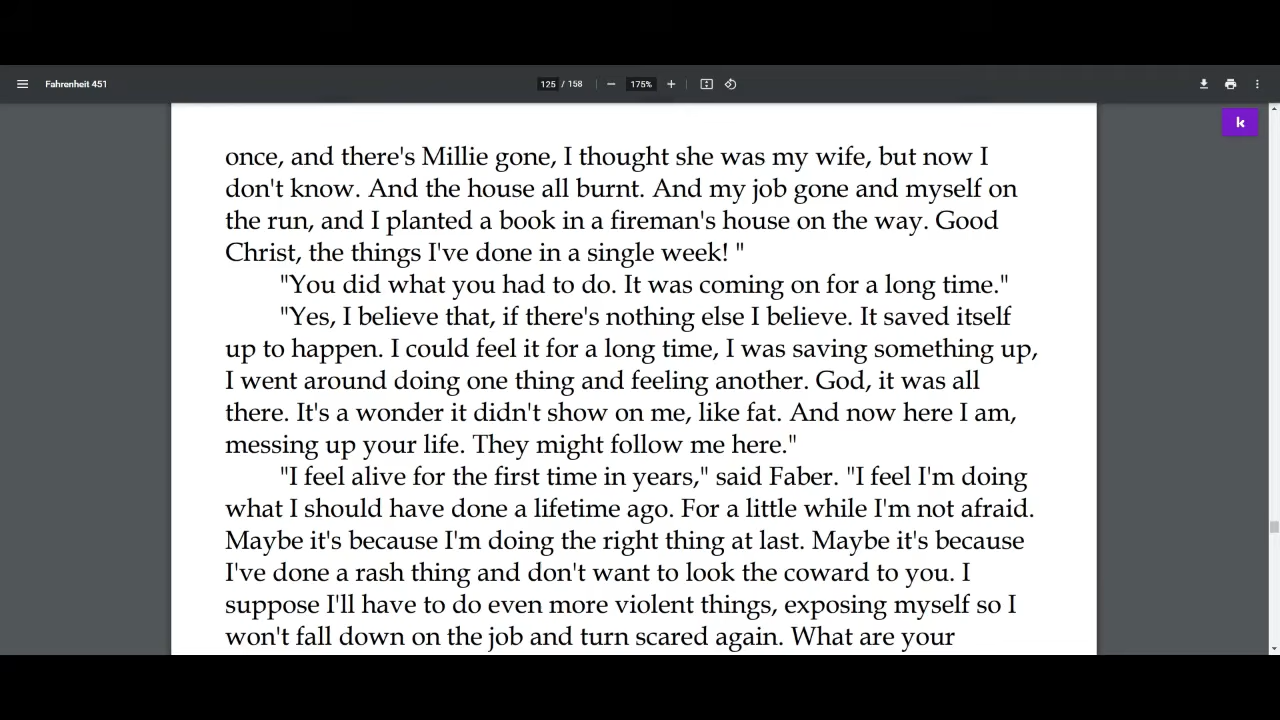 Fahrenheit 451
125 / 158
175%
k
once, and there's Millie gone, I thought she was my wife, but now I
don't know. And the house all burnt. And my job gone and myself on
the run, and I planted a book in a fireman's house on the way. Good
Christ, the things I've done in a single week! "
"You did what you had to do. It was coming on for a long time."
"Yes, I believe that, if there's nothing else I believe. It saved itself
up to happen. I could feel it for a long time, I was saving something up,
I went around doing one thing and feeling another. God, it was all
there. It's a wonder it didn't show on me, like fat. And now here I am,
messing up your life. They might follow me here."
"I feel alive for the first time in years," said Faber. "I feel I'm doing
what I should have done a lifetime ago. For a little while I'm not afraid.
Maybe it's because I'm doing the right thing at last. Maybe it's because
I've done a rash thing and don't want to look the coward to you. I
suppose I'll have to do even more violent things, exposing myself so I
won't fall down on the job and turn scared again. What are your